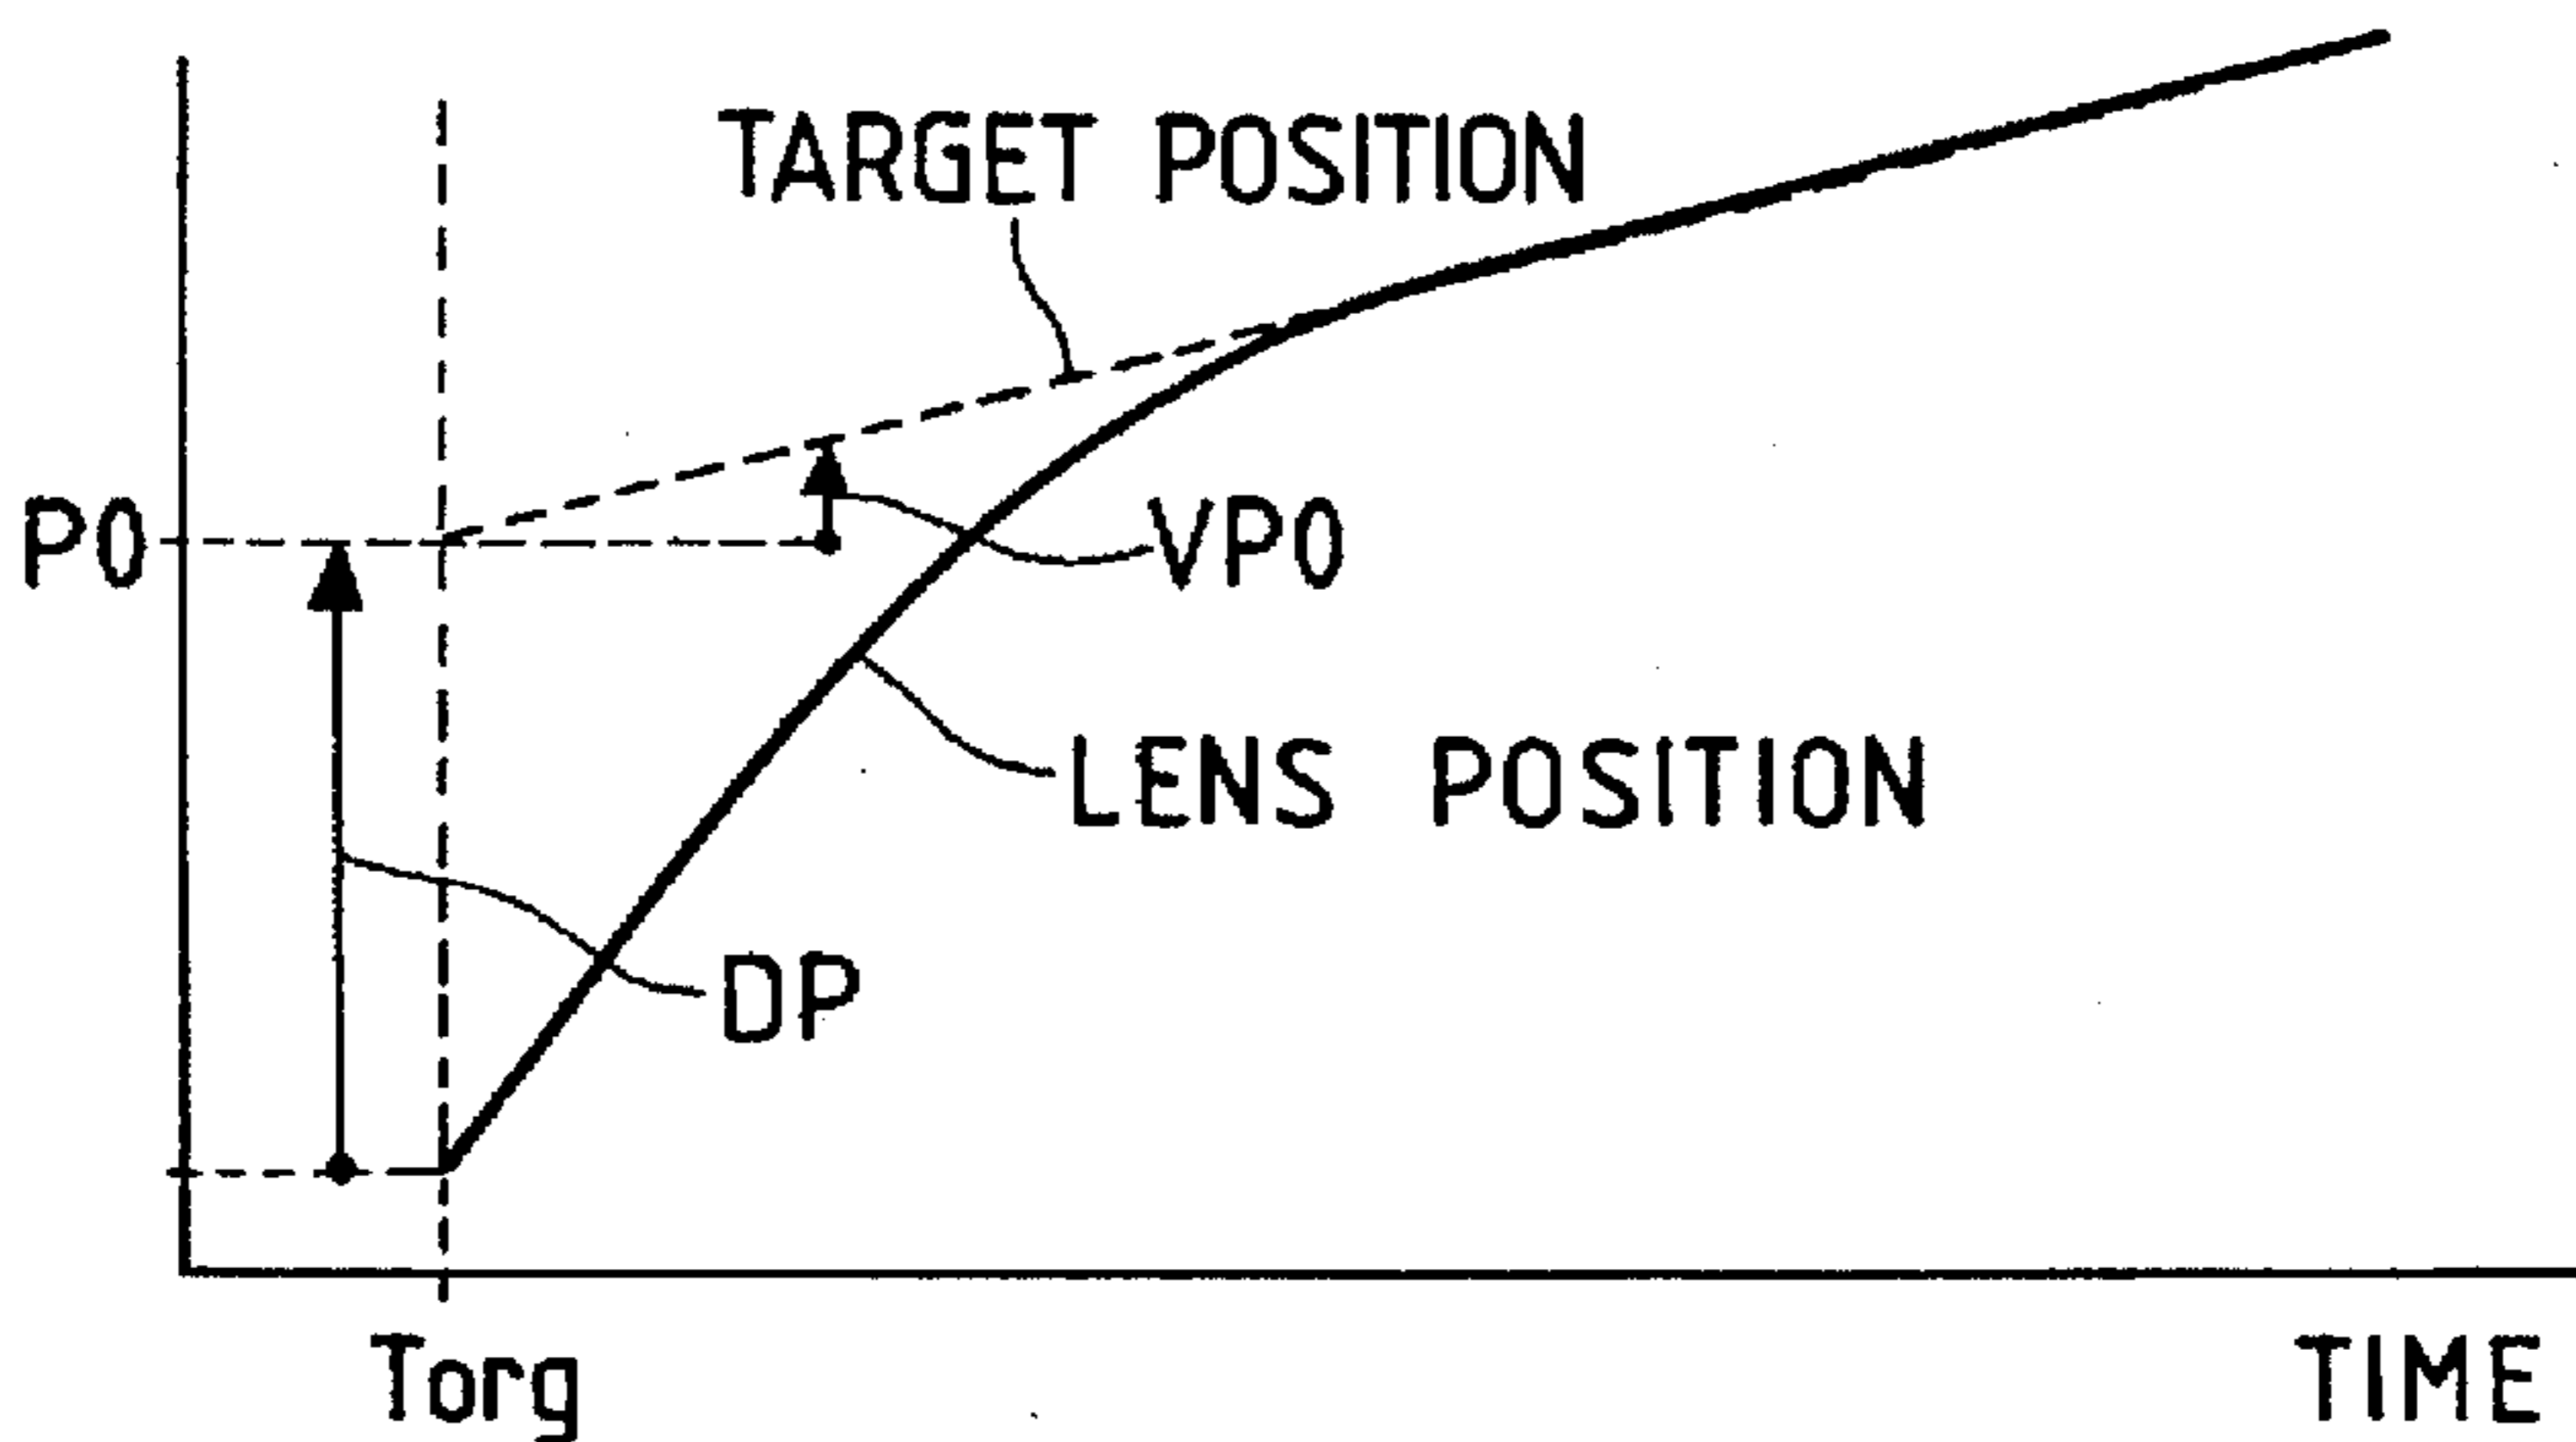 TARGET POSITION
P0
VP0
LENS POSITION
DP
Torg
TIME